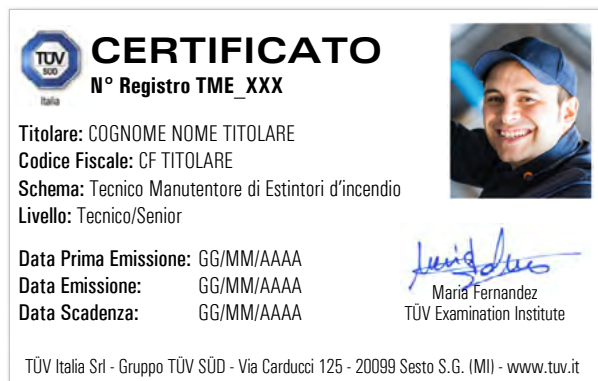 TÜV
SÜD
Italia
CERTIFICATO
N° Registro TME_XXX
Titolare: COGNOME NOME TITOLARE
Codice Fiscale: CF TITOLARE
Schema: Tecnico Manutentore di Estintori d'incendio
Livello: Tecnico/Senior
Data Prima Emissione: GG/MM/AAAA
Data Emissione: GG/MM/AAAA
Data Scadenza: GG/MM/AAAA
Maria Fernandez
TÜV Examination Institute
TÜV Italia Srl - Gruppo TÜV SÜD - Via Carducci 125 - 20099 Sesto S.G. (MI) - www.tuv.it